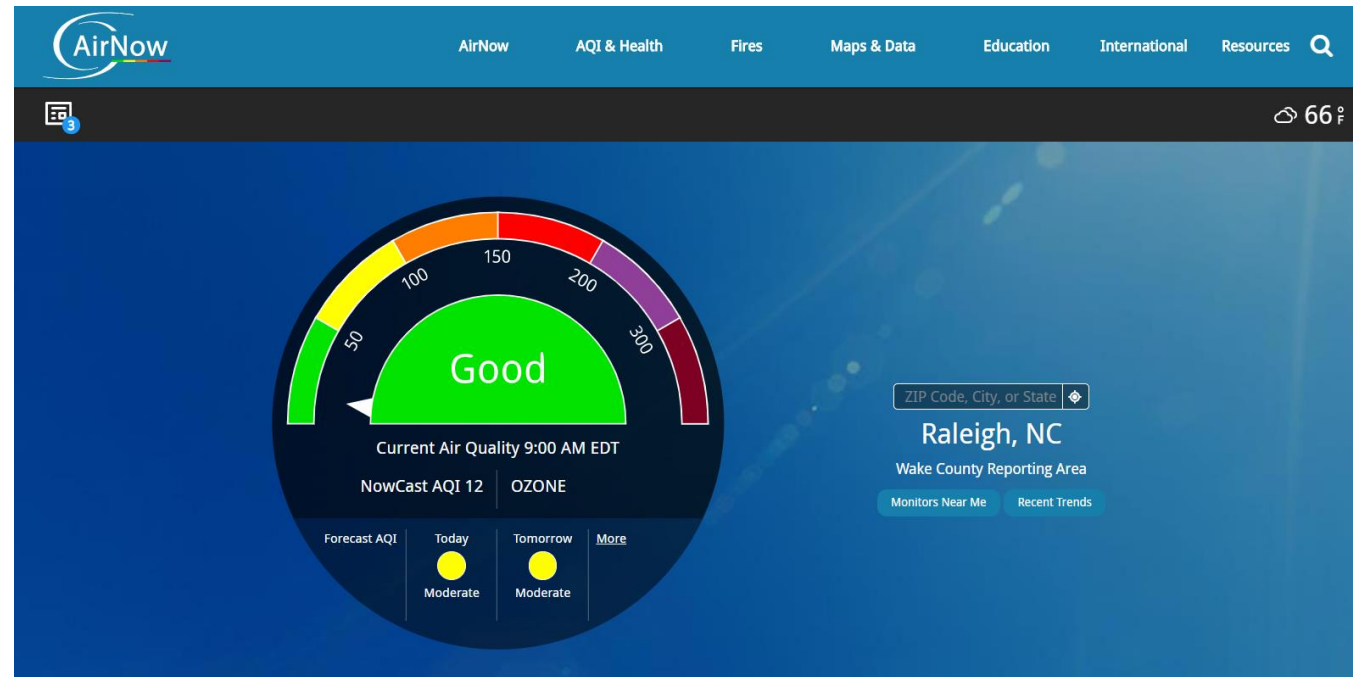 AirNow
AirNow AQI & Health Fires Maps & Data Education International Resources
3
66 °F
50
100
150
200
300
Good
Current Air Quality 9:00 AM EDT
NowCast AQI 12 OZONE
Forecast AQI Today Tomorrow More
Moderate Moderate
ZIP Code, City, or State
Raleigh, NC
Wake County Reporting Area
Monitors Near Me Recent Trends